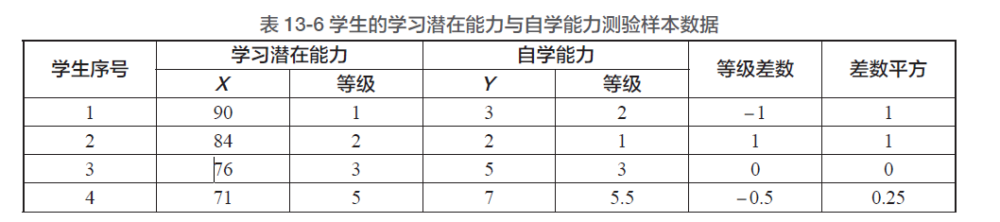 表 13-6 学生的学习潜在能力与自学能力测验样本数据
学生序号 学习潜在能力 自学能力 等级差数 差数平方
X 等级 Y 等级
1 90 1 3 2 −1 1
2 84 2 2 1 1 1
3 76 3 5 3 0 0
4 71 5 7 5.5 −0.5 0.25